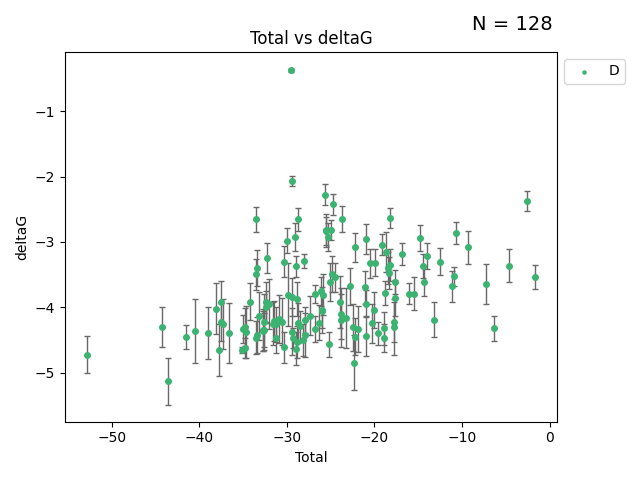 N = 128
Total vs deltaG
D
−1
−2
−3
−4
−5
deltaG
−50 −40 −30 −20 −10 0
Total